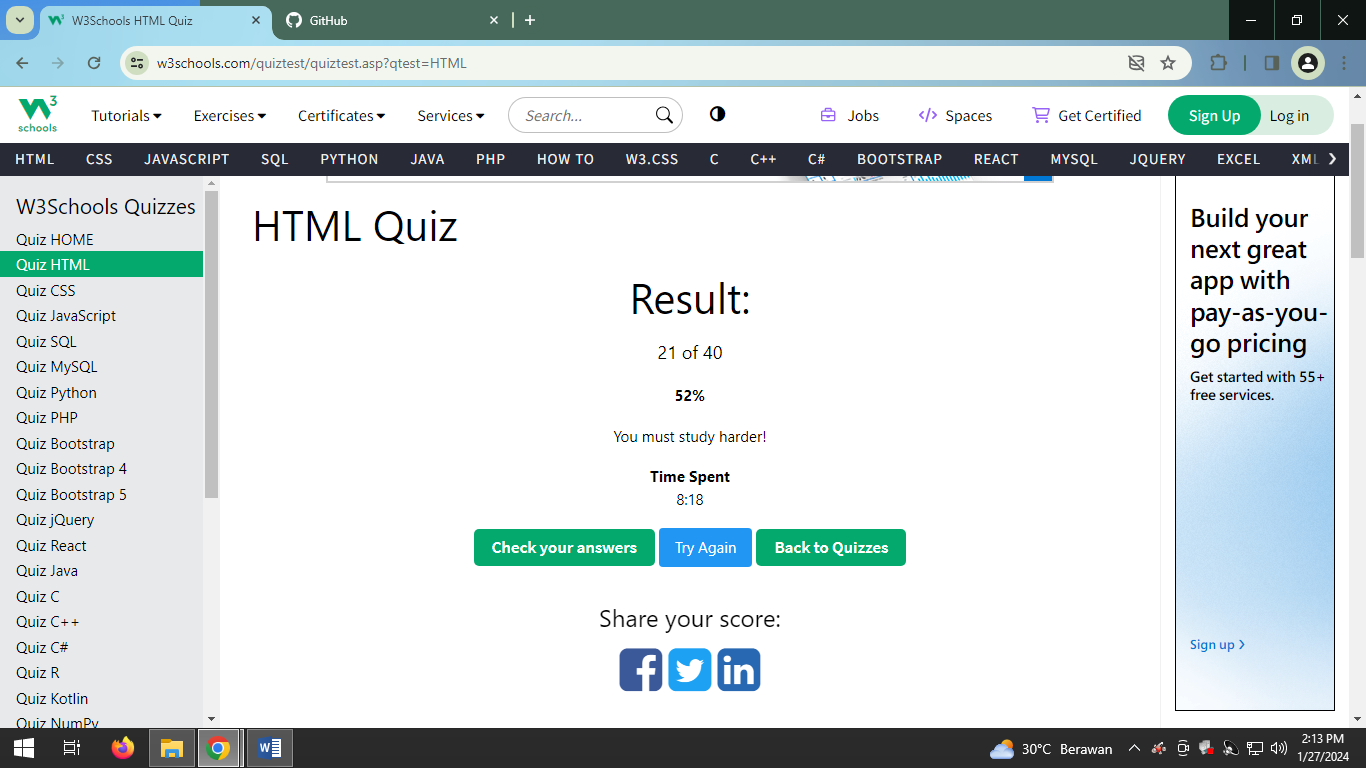 W3Schools HTML Quiz
GitHub
w3schools.com/quiztest/quiztest.asp?qtest=HTML
W3
schools
Tutorials Exercises Certificates Services Search... Jobs Spaces Get Certified Sign Up Log in
HTML CSS JAVASCRIPT SQL PYTHON JAVA PHP HOW TO W3.CSS C C++ C# BOOTSTRAP REACT MYSQL JQUERY EXCEL XML
W3Schools Quizzes
Quiz HOME
Quiz HTML
Quiz CSS
Quiz JavaScript
Quiz SQL
Quiz MySQL
Quiz Python
Quiz PHP
Quiz Bootstrap
Quiz Bootstrap 4
Quiz Bootstrap 5
Quiz jQuery
Quiz React
Quiz Java
Quiz C
Quiz C++
Quiz C#
Quiz R
Quiz Kotlin
Quiz NumPy
HTML Quiz
Result:
21 of 40
52%
You must study harder!
Time Spent
8:18
Check your answers Try Again Back to Quizzes
Share your score:
Build your
next great
app with
pay-as-you-
go pricing
Get started with 55+
free services.
Sign up
30°C Berawan
2:13 PM
1/27/2024